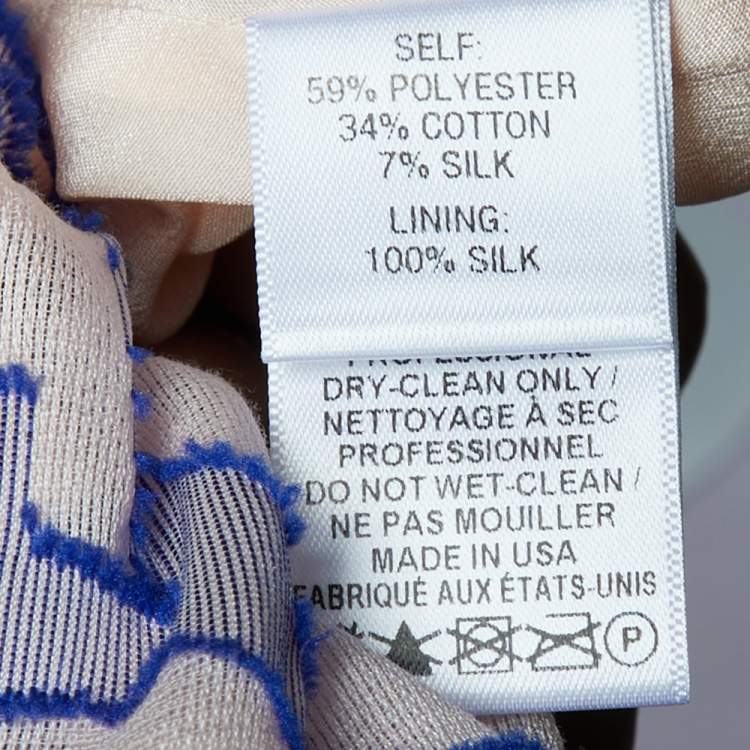 SELF:
59% POLYESTER
34% COTTON
7% SILK
LINING:
100% SILK
PROFESSIONAL
DRY-CLEAN ONLY /
NETTOYAGE À SEC
PROFESSIONNEL
DO NOT WET-CLEAN /
NE PAS MOUILLER
MADE IN USA
FABRIQUÉ AUX ÉTATS-UNIS
P